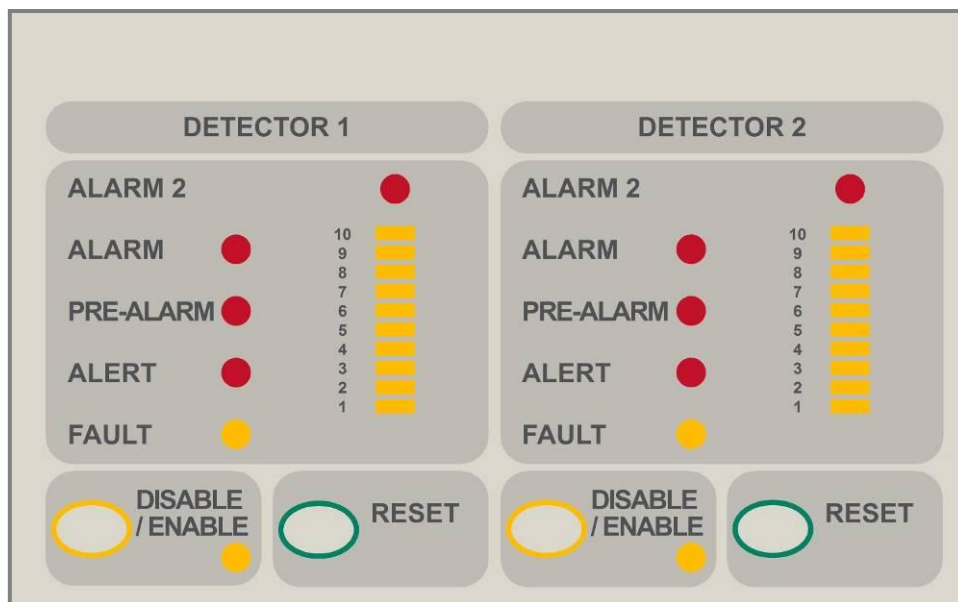 DETECTOR 1
ALARM 2
10
ALARM
9
8
7
PRE-ALARM
6
5
4
ALERT
3
2
1
FAULT
DISABLE
/ ENABLE
RESET
DETECTOR 2
ALARM 2
10
ALARM
9
8
7
PRE-ALARM
6
5
4
ALERT
3
2
1
FAULT
DISABLE
/ ENABLE
RESET